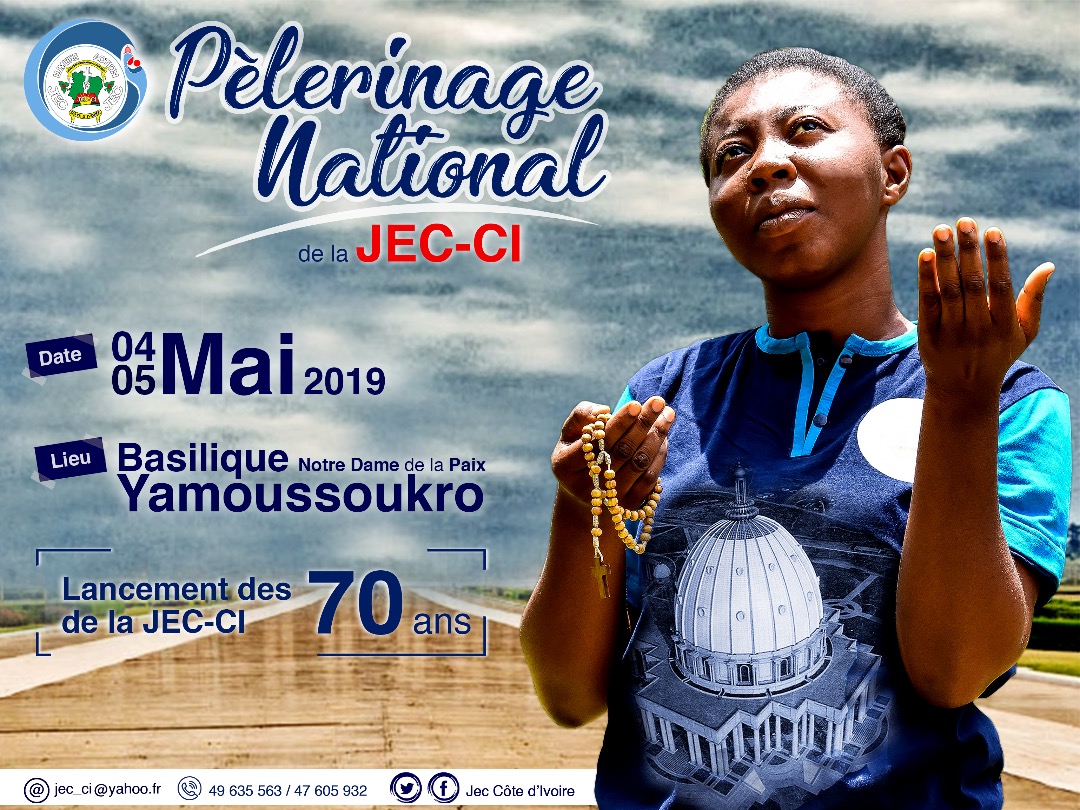 Pèlerinage
National
de la JEC-CI
Date
04
05 Mai 2019
Lieu
Basilique Notre Dame de la Paix
Yamoussoukro
Lancement des 70 ans
de la JEC-CI
@ jec_ci@yahoo.fr
49 635 563 / 47 605 932
Jec Côte d'Ivoire